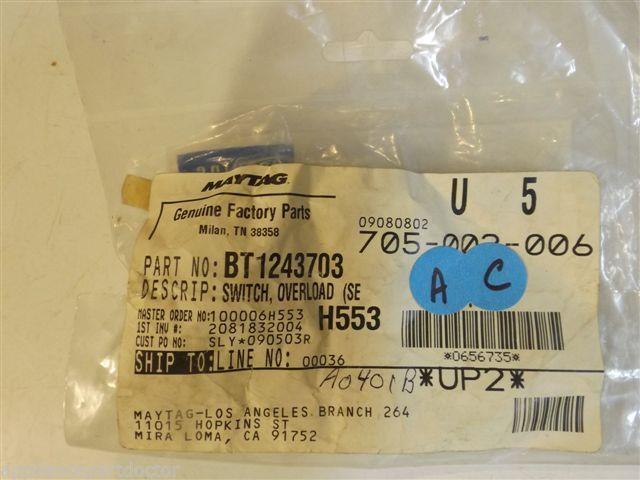 MAYTAG
Genuine Factory Parts
Milan, TN 38358
U 5
09080802
705-002-006
PART NO: BT1243703
DESCRIP: SWITCH, OVERLOAD (SE
MASTER ORDER NO: 100006H553
H553
1ST INV #: 2081832004
CUST PO NO: SLY*090503R
SHIP TO: LINE NO: 00036
A C
*0656735*
A0401B
*UP2*
MAYTAG-LOS ANGELES BRANCH 264
11015 HOPKINS ST
MIRA LOMA, CA 91752